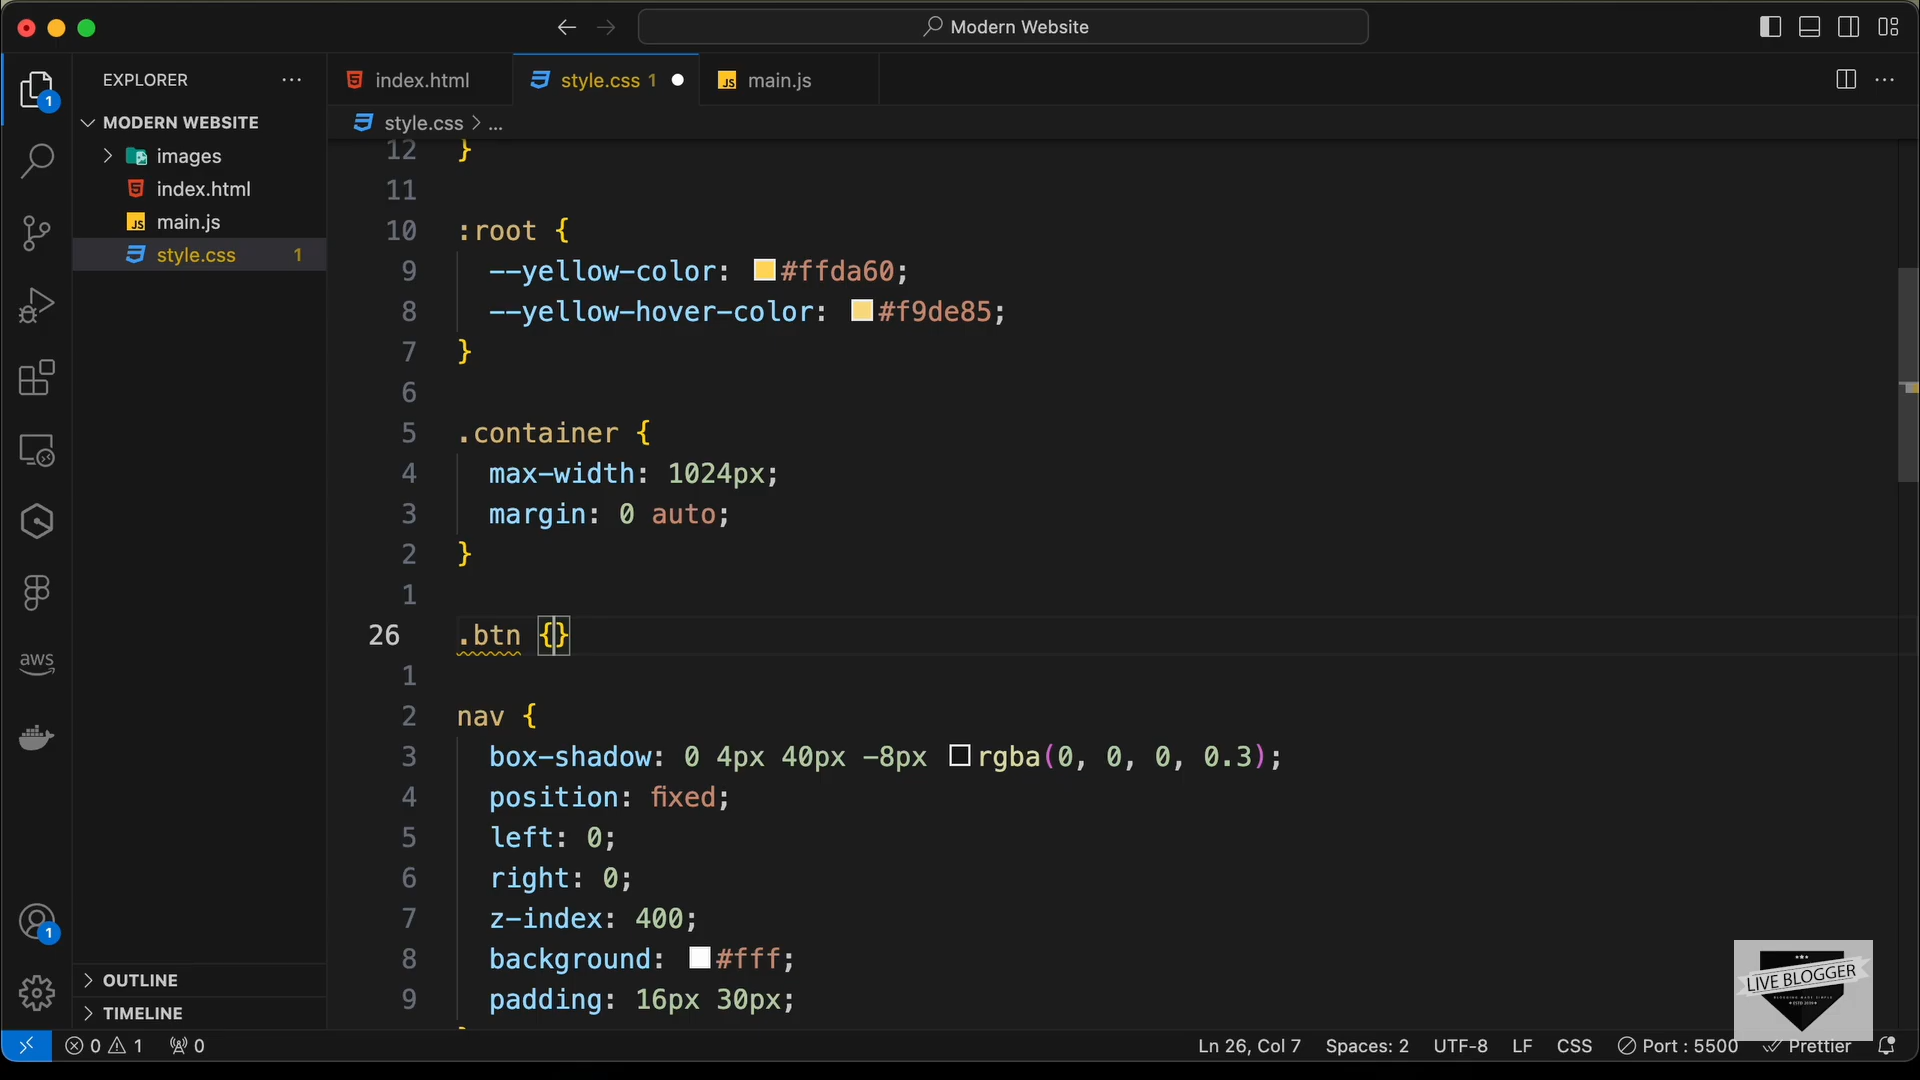 Modern Website
EXPLORER
index.html
style.css 1
main.js
MODERN WEBSITE
style.css > ...
images
index.html
main.js
style.css 1
12 }
11
10 :root {
9 --yellow-color: #ffda60;
8 --yellow-hover-color: #f9de85;
7 }
6
5 .container {
4 max-width: 1024px;
3 margin: 0 auto;
2 }
1
26 .btn {}
1
2 nav {
3 box-shadow: 0 4px 40px -8px rgba(0, 0, 0, 0.3);
4 position: fixed;
5 left: 0;
6 right: 0;
7 z-index: 400;
8 background: #fff;
9 padding: 16px 30px;
1
aws
1
OUTLINE
TIMELINE
LIVE BLOGGER
0 1 0
Ln 26, Col 7 Spaces: 2 UTF-8 LF CSS Port : 5500 Prettier